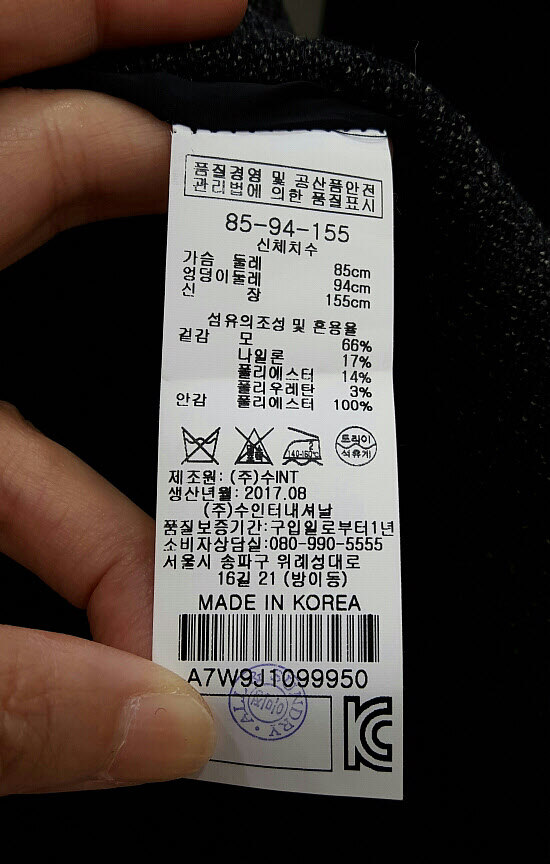 품질경영 및 공산품안전
관리법에 의한 품질표시
85-94-155
신체치수
가슴 둘레 85cm
엉덩이둘레 94cm
신 장 155cm
섬유의조성 및 혼용율
겉감 모 66%
나일론 17%
폴리에스터 14%
폴리우레탄 3%
안감 폴리에스터 100%
드라이
석유계
제조원: (주)수INT
생산년월: 2017.08
(주)수인터내셔날
품질보증기간:구입일로부터1년
소비자상담실:080-990-5555
서울시 송파구 위례성대로
16길 21 (방이동)
MADE IN KOREA
A7W9J1099950